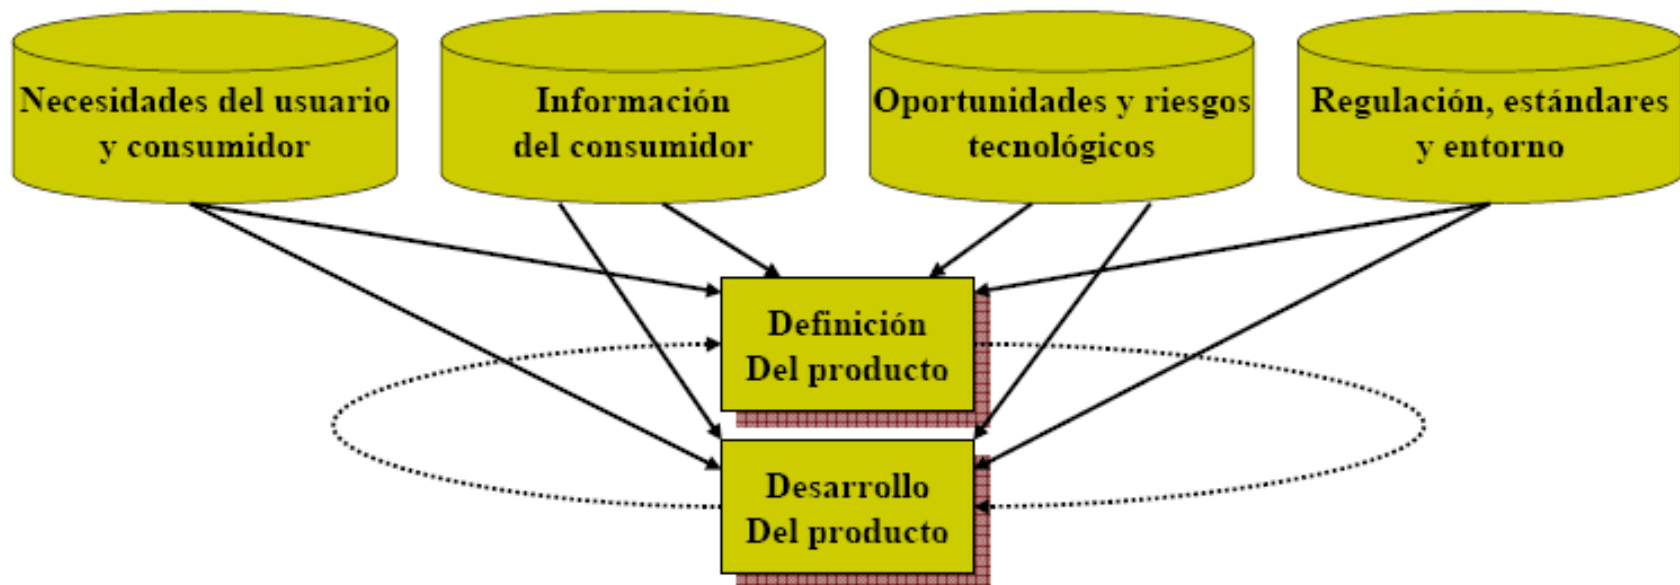 Necesidades del usuario
y consumidor
Información
del consumidor
Oportunidades y riesgos
tecnológicos
Regulación, estándares
y entorno
Definición
Del producto
Desarrollo
Del producto